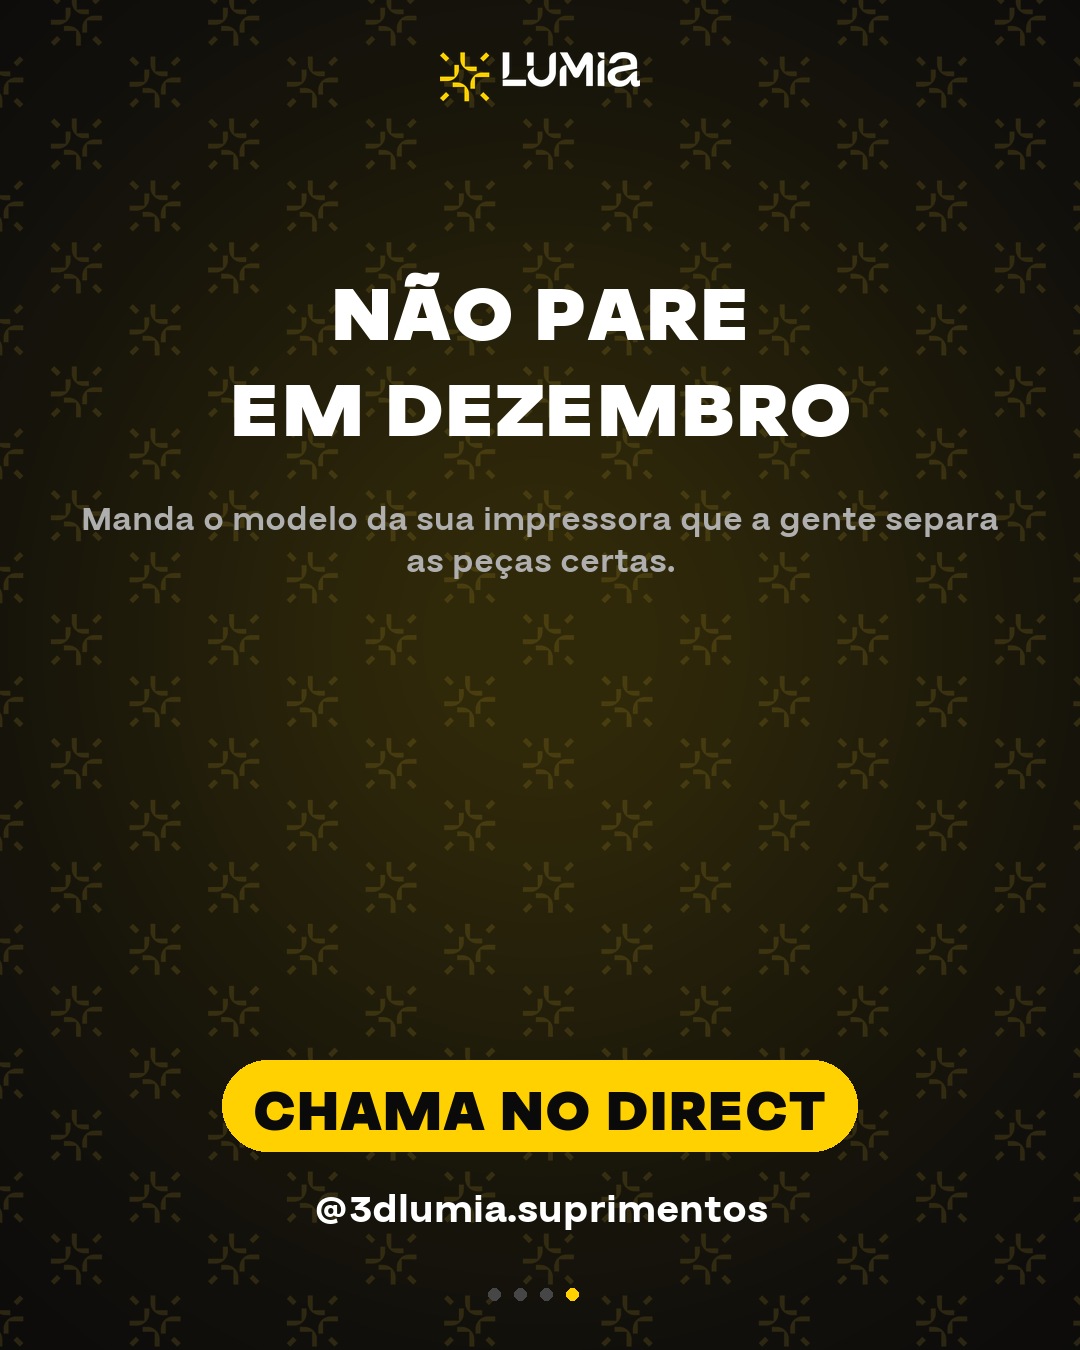 LUMIA
NÃO PARE
EM DEZEMBRO
Manda o modelo da sua impressora que a gente separa
as peças certas.
CHAMA NO DIRECT
@3dlumia.suprimentos